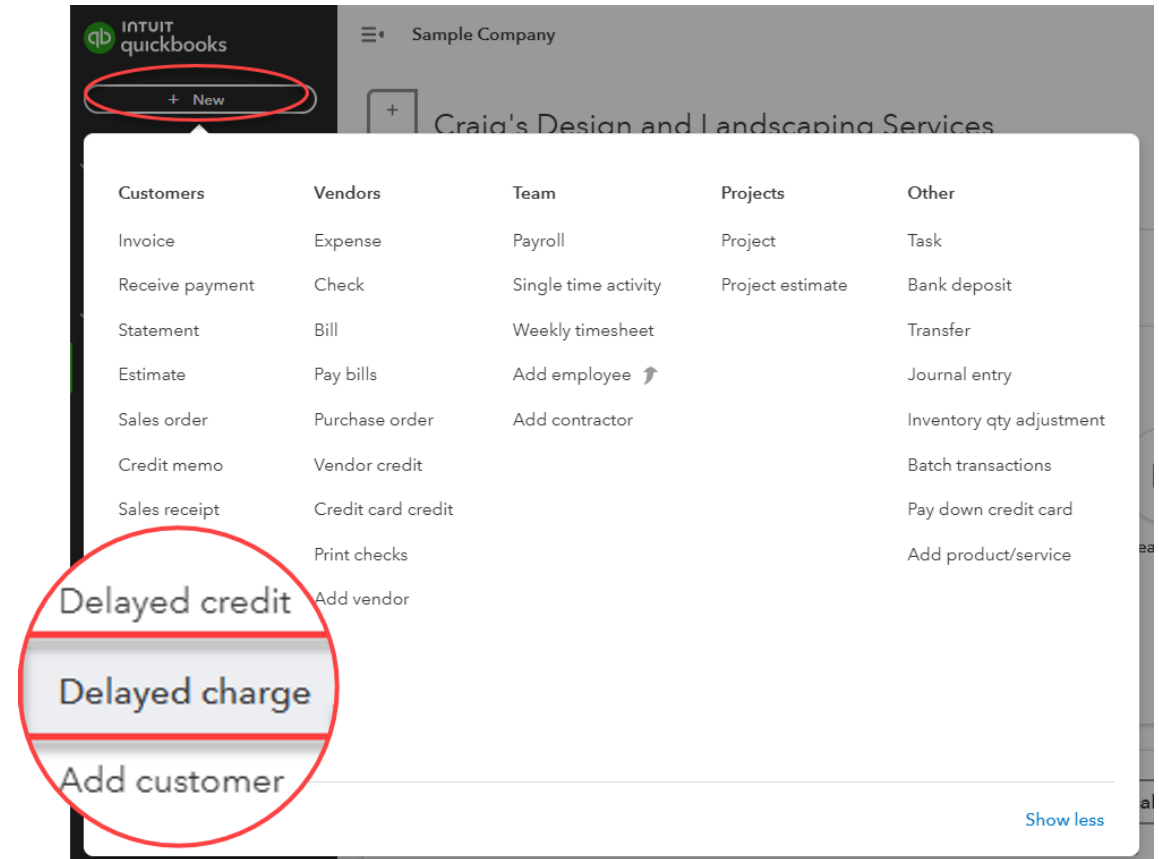 INTUIT
quickbooks
Sample Company
+ New
Craig's Design and Landscaping Services
Customers
Invoice
Receive payment
Statement
Estimate
Sales order
Credit memo
Sales receipt
Delayed credit
Delayed charge
Add customer
Vendors
Expense
Check
Bill
Pay bills
Purchase order
Vendor credit
Credit card credit
Print checks
Add vendor
Team
Payroll
Single time activity
Weekly timesheet
Add employee
Add contractor
Projects
Project
Project estimate
Other
Task
Bank deposit
Transfer
Journal entry
Inventory qty adjustment
Batch transactions
Pay down credit card
Add product/service
Show less